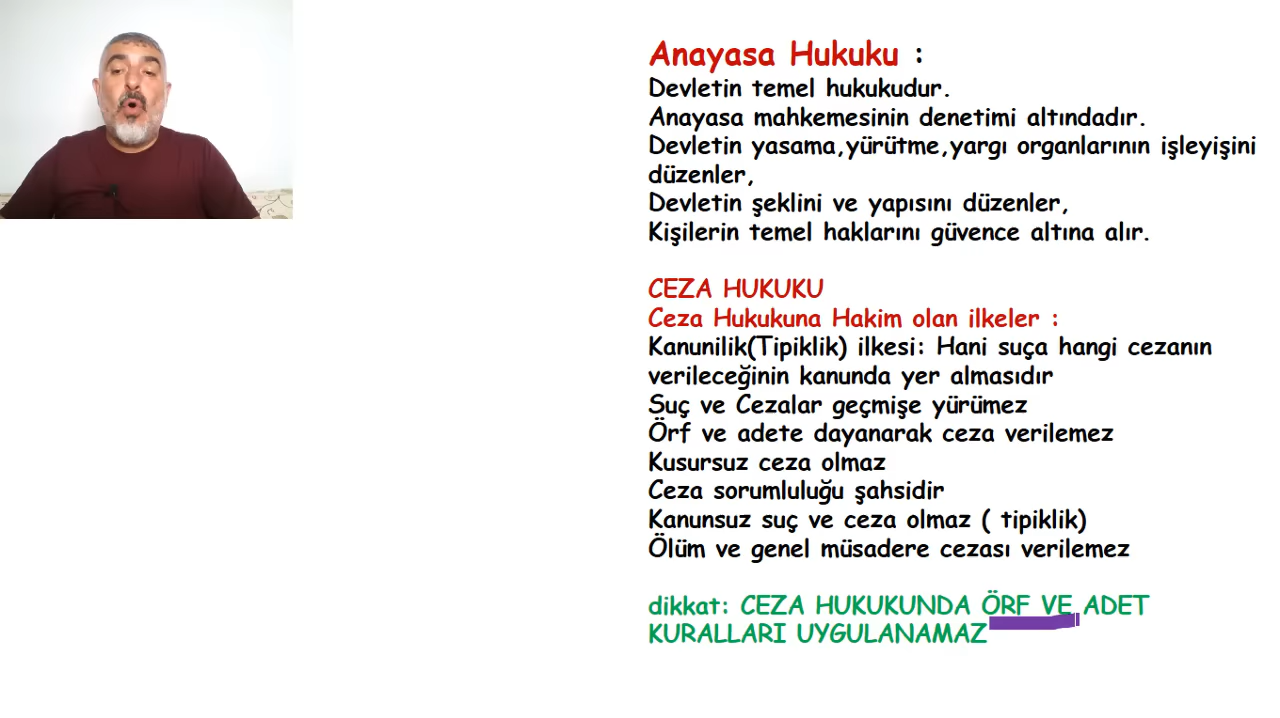 Anayasa Hukuku :
Devletin temel hukukudur.
Anayasa mahkemesinin denetimi altındadır.
Devletin yasama,yürütme,yargı organlarının işleyişini
düzenler,
Devletin şeklini ve yapısını düzenler,
Kişilerin temel haklarını güvence altına alır.
CEZA HUKUKU
Ceza Hukukuna Hakim olan ilkeler :
Kanunilik(Tipiklik) ilkesi: Hani suça hangi cezanın
verileceğinin kanunda yer almasıdır
Suç ve Cezalar geçmişe yürümez
Örf ve adete dayanarak ceza verilemez
Kusursuz ceza olmaz
Ceza sorumluluğu şahsidir
Kanunsuz suç ve ceza olmaz ( tipiklik)
Ölüm ve genel müsadere cezası verilemez
dikkat: CEZA HUKUKUNDA ÖRF VE ADET
KURALLARI UYGULANAMAZ